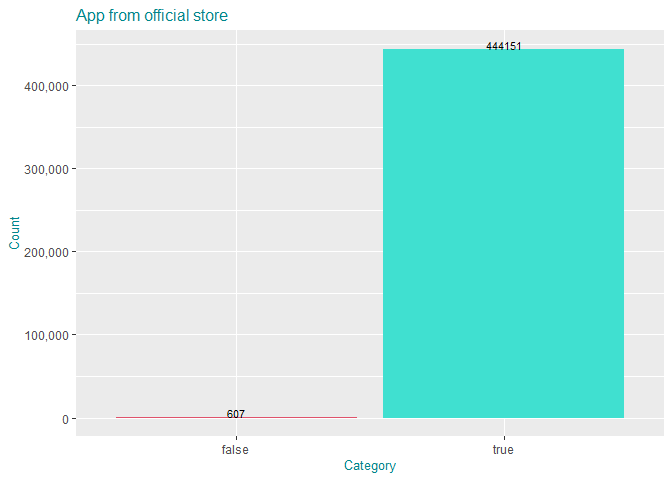 App from official store
444151
400,000
300,000
Count
200,000
100,000
607
0
false
true
Category